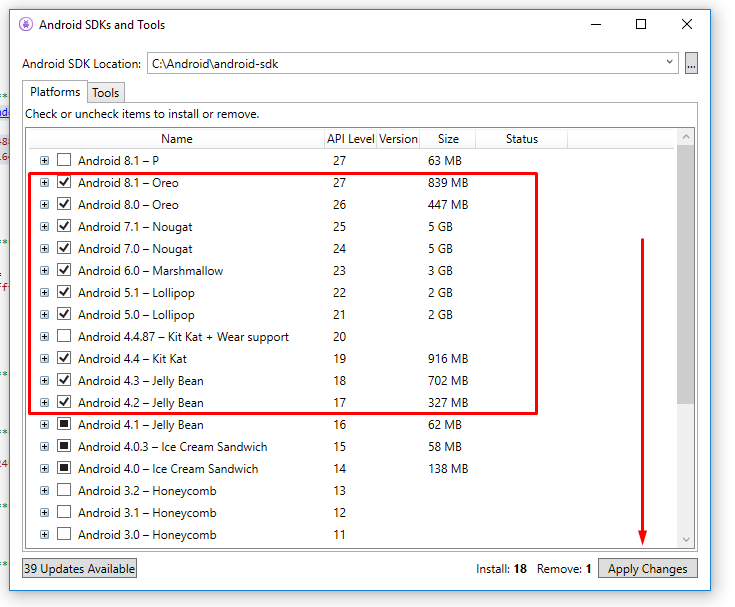 Android SDKs and Tools
Android SDK Location: C:\Android\android-sdk ...
Platforms Tools
Check or uncheck items to install or remove.
Name API Level Version Size Status
Android 8.1 – P 27 63 MB
Android 8.1 – Oreo 27 839 MB
Android 8.0 – Oreo 26 447 MB
Android 7.1 – Nougat 25 5 GB
Android 7.0 – Nougat 24 5 GB
Android 6.0 – Marshmallow 23 3 GB
Android 5.1 – Lollipop 22 2 GB
Android 5.0 – Lollipop 21 2 GB
Android 4.4.87 – Kit Kat + Wear support 20
Android 4.4 – Kit Kat 19 916 MB
Android 4.3 – Jelly Bean 18 702 MB
Android 4.2 – Jelly Bean 17 327 MB
Android 4.1 – Jelly Bean 16 62 MB
Android 4.0.3 – Ice Cream Sandwich 15 58 MB
Android 4.0 – Ice Cream Sandwich 14 138 MB
Android 3.2 – Honeycomb 13
Android 3.1 – Honeycomb 12
Android 3.0 – Honeycomb 11
39 Updates Available Install: 18 Remove: 1 Apply Changes